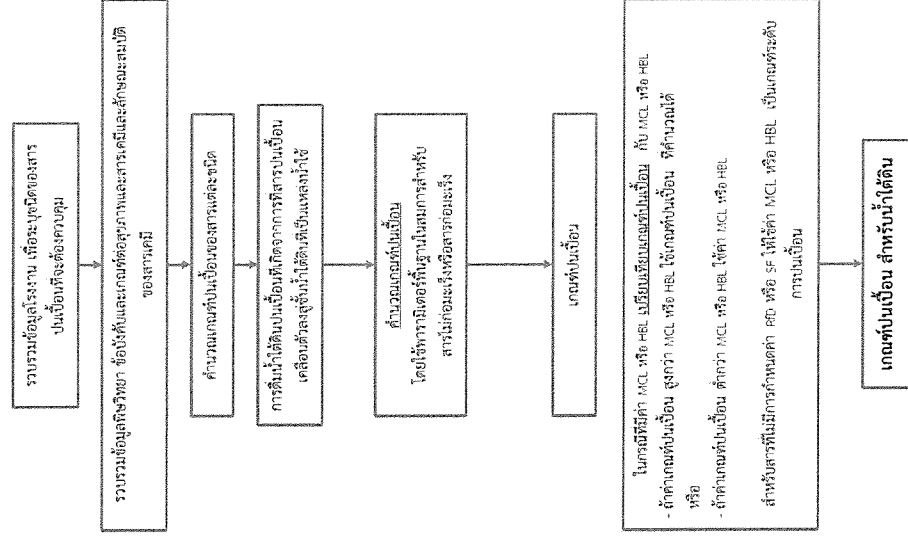 รวบรวมข้อมูลโรงงาน เพื่อระบุชนิดของสาร
ปนเปื้อนที่จะต้องควบคุม
รวบรวมข้อมูลพิษวิทยา ข้อบังคับและเกณฑ์ต่อสุขภาพและสารเคมีและลักษณะสมบัติ
ของสารเคมี
คำนวณเกณฑ์ปนเปื้อนของสารแต่ละชนิด
การดื่มน้ำใต้ดินปนเปื้อนที่เกิดจากการที่สารปนเปื้อน
เคลื่อนตัวลงสู่ชั้นน้ำใต้ดินที่เป็นแหล่งน้ำใช้
คำนวณเกณฑ์ปนเปื้อน
โดยใช้พารามิเตอร์พื้นฐานในสมการสำหรับ
สารไม่ก่อมะเร็งหรือสารก่อมะเร็ง
เกณฑ์ปนเปื้อน
ในกรณีที่มีค่า MCL หรือ HBL เปรียบเทียบเกณฑ์ปนเปื้อน กับ MCL หรือ HBL
- ถ้าค่าเกณฑ์ปนเปื้อน สูงกว่า MCL หรือ HBL ใช้เกณฑ์ปนเปื้อน ที่คำนวณได้
หรือ
- ถ้าค่าเกณฑ์ปนเปื้อน ต่ำกว่า MCL หรือ HBL ใช้ค่า MCL หรือ HBL
สำหรับสารที่ไม่มีการกำหนดค่า RfD หรือ SF ให้ใช้ค่า MCL หรือ HBL เป็นเกณฑ์ระดับ
การปนเปื้อน
เกณฑ์ปนเปื้อน สำหรับน้ำใต้ดิน